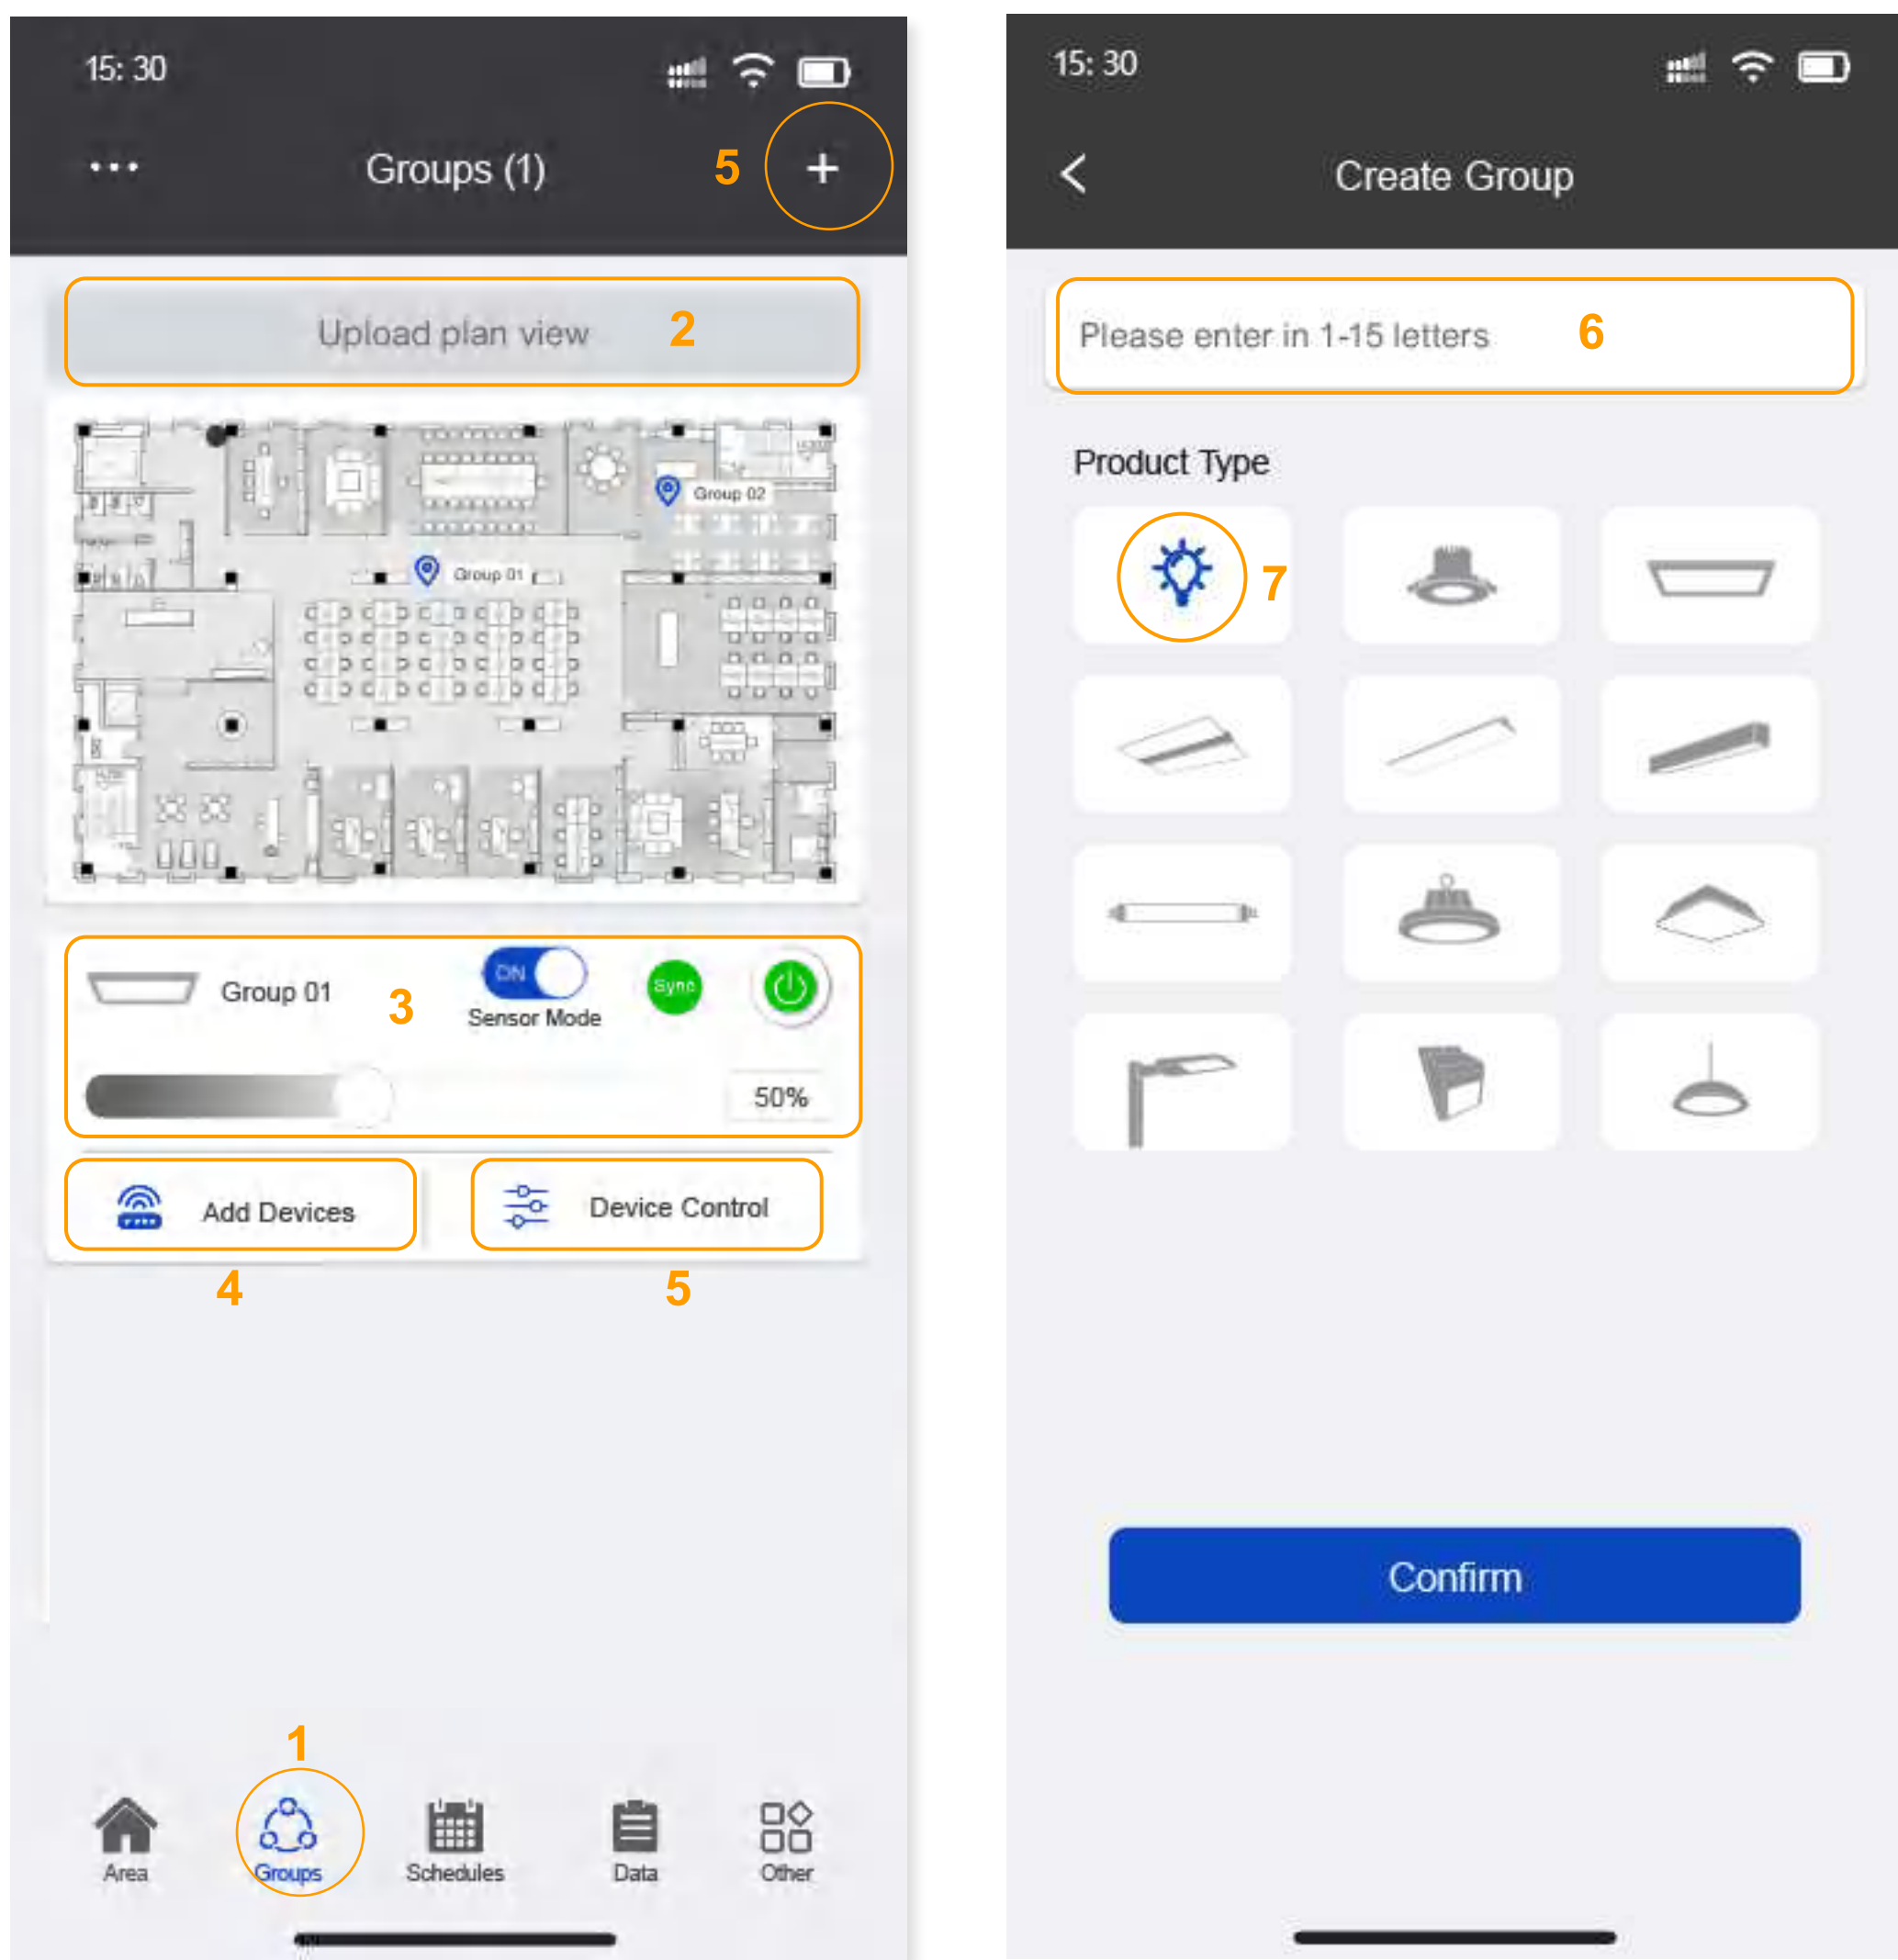 15: 30
Groups (1)
5
+
Upload plan view
2
Group 02
Group 01
Group 01
3
ON
Sensor Mode
Sync
50%
Add Devices
Device Control
4
5
1
Area
Groups
Schedules
Data
Other
15: 30
Create Group
Please enter in 1-15 letters
6
Product Type
7
Confirm